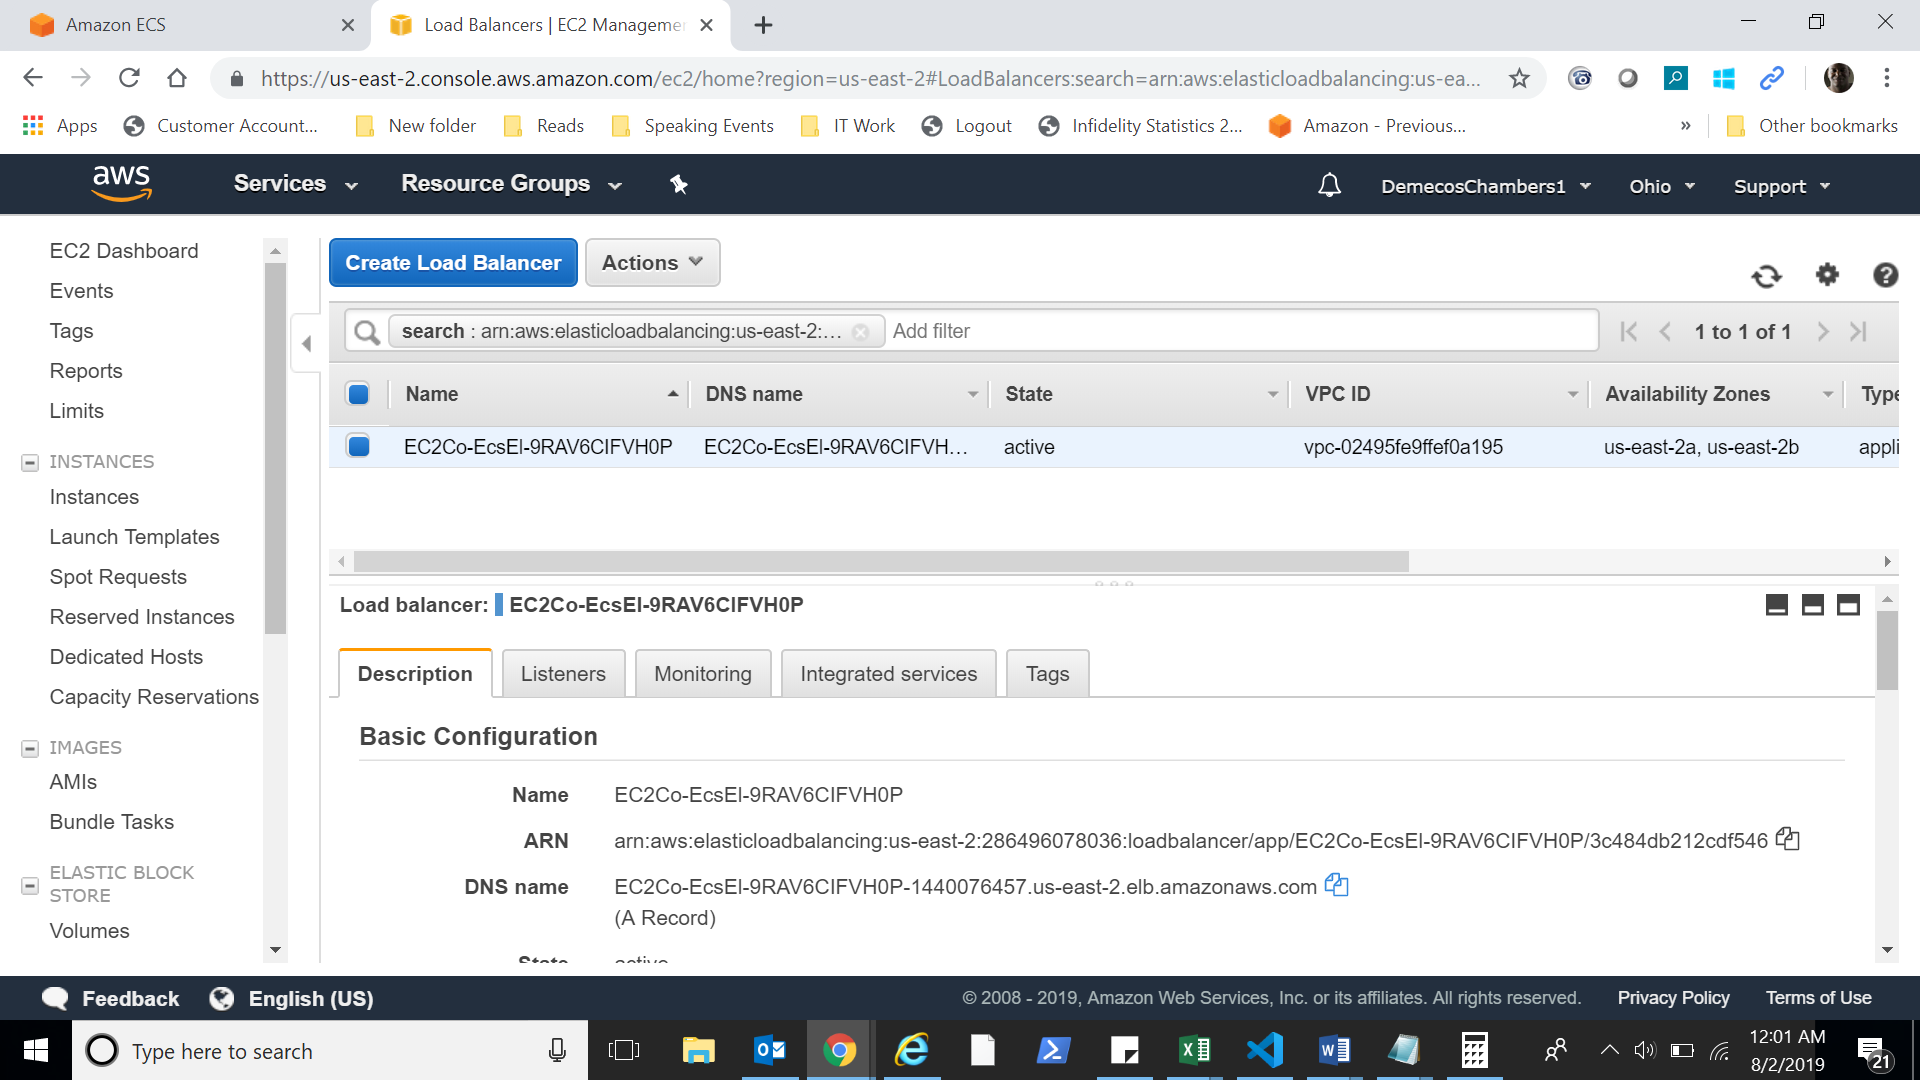 Amazon ECS
Load Balancers | EC2 Manageme
https://us-east-2.console.aws.amazon.com/ec2/home?region=us-east-2#LoadBalancers:search=arn:aws:elasticloadbalancing:us-ea...
Apps
Customer Account...
New folder
Reads
Speaking Events
IT Work
Logout
Infidelity Statistics 2...
Amazon - Previous...
»
Other bookmarks
aws
Services
Resource Groups
DemecosChambers1
Ohio
Support
EC2 Dashboard
Events
Tags
Reports
Limits
INSTANCES
Instances
Launch Templates
Spot Requests
Reserved Instances
Dedicated Hosts
Capacity Reservations
IMAGES
AMIs
Bundle Tasks
ELASTIC BLOCK
STORE
Volumes
Create Load Balancer
Actions
search : arn:aws:elasticloadbalancing:us-east-2:...
Add filter
1 to 1 of 1
Name
DNS name
State
VPC ID
Availability Zones
Type
EC2Co-EcsEl-9RAV6CIFVH0P
EC2Co-EcsEl-9RAV6CIFVH...
active
vpc-02495fe9ffef0a195
us-east-2a, us-east-2b
appli
Load balancer: EC2Co-EcsEl-9RAV6CIFVH0P
Description
Listeners
Monitoring
Integrated services
Tags
Basic Configuration
Name EC2Co-EcsEl-9RAV6CIFVH0P
ARN arn:aws:elasticloadbalancing:us-east-2:286496078036:loadbalancer/app/EC2Co-EcsEl-9RAV6CIFVH0P/3c484db212cdf546
DNS name EC2Co-EcsEl-9RAV6CIFVH0P-1440076457.us-east-2.elb.amazonaws.com
(A Record)
State active
Feedback
English (US)
© 2008 - 2019, Amazon Web Services, Inc. or its affiliates. All rights reserved.
Privacy Policy
Terms of Use
Type here to search
12:01 AM
8/2/2019
21